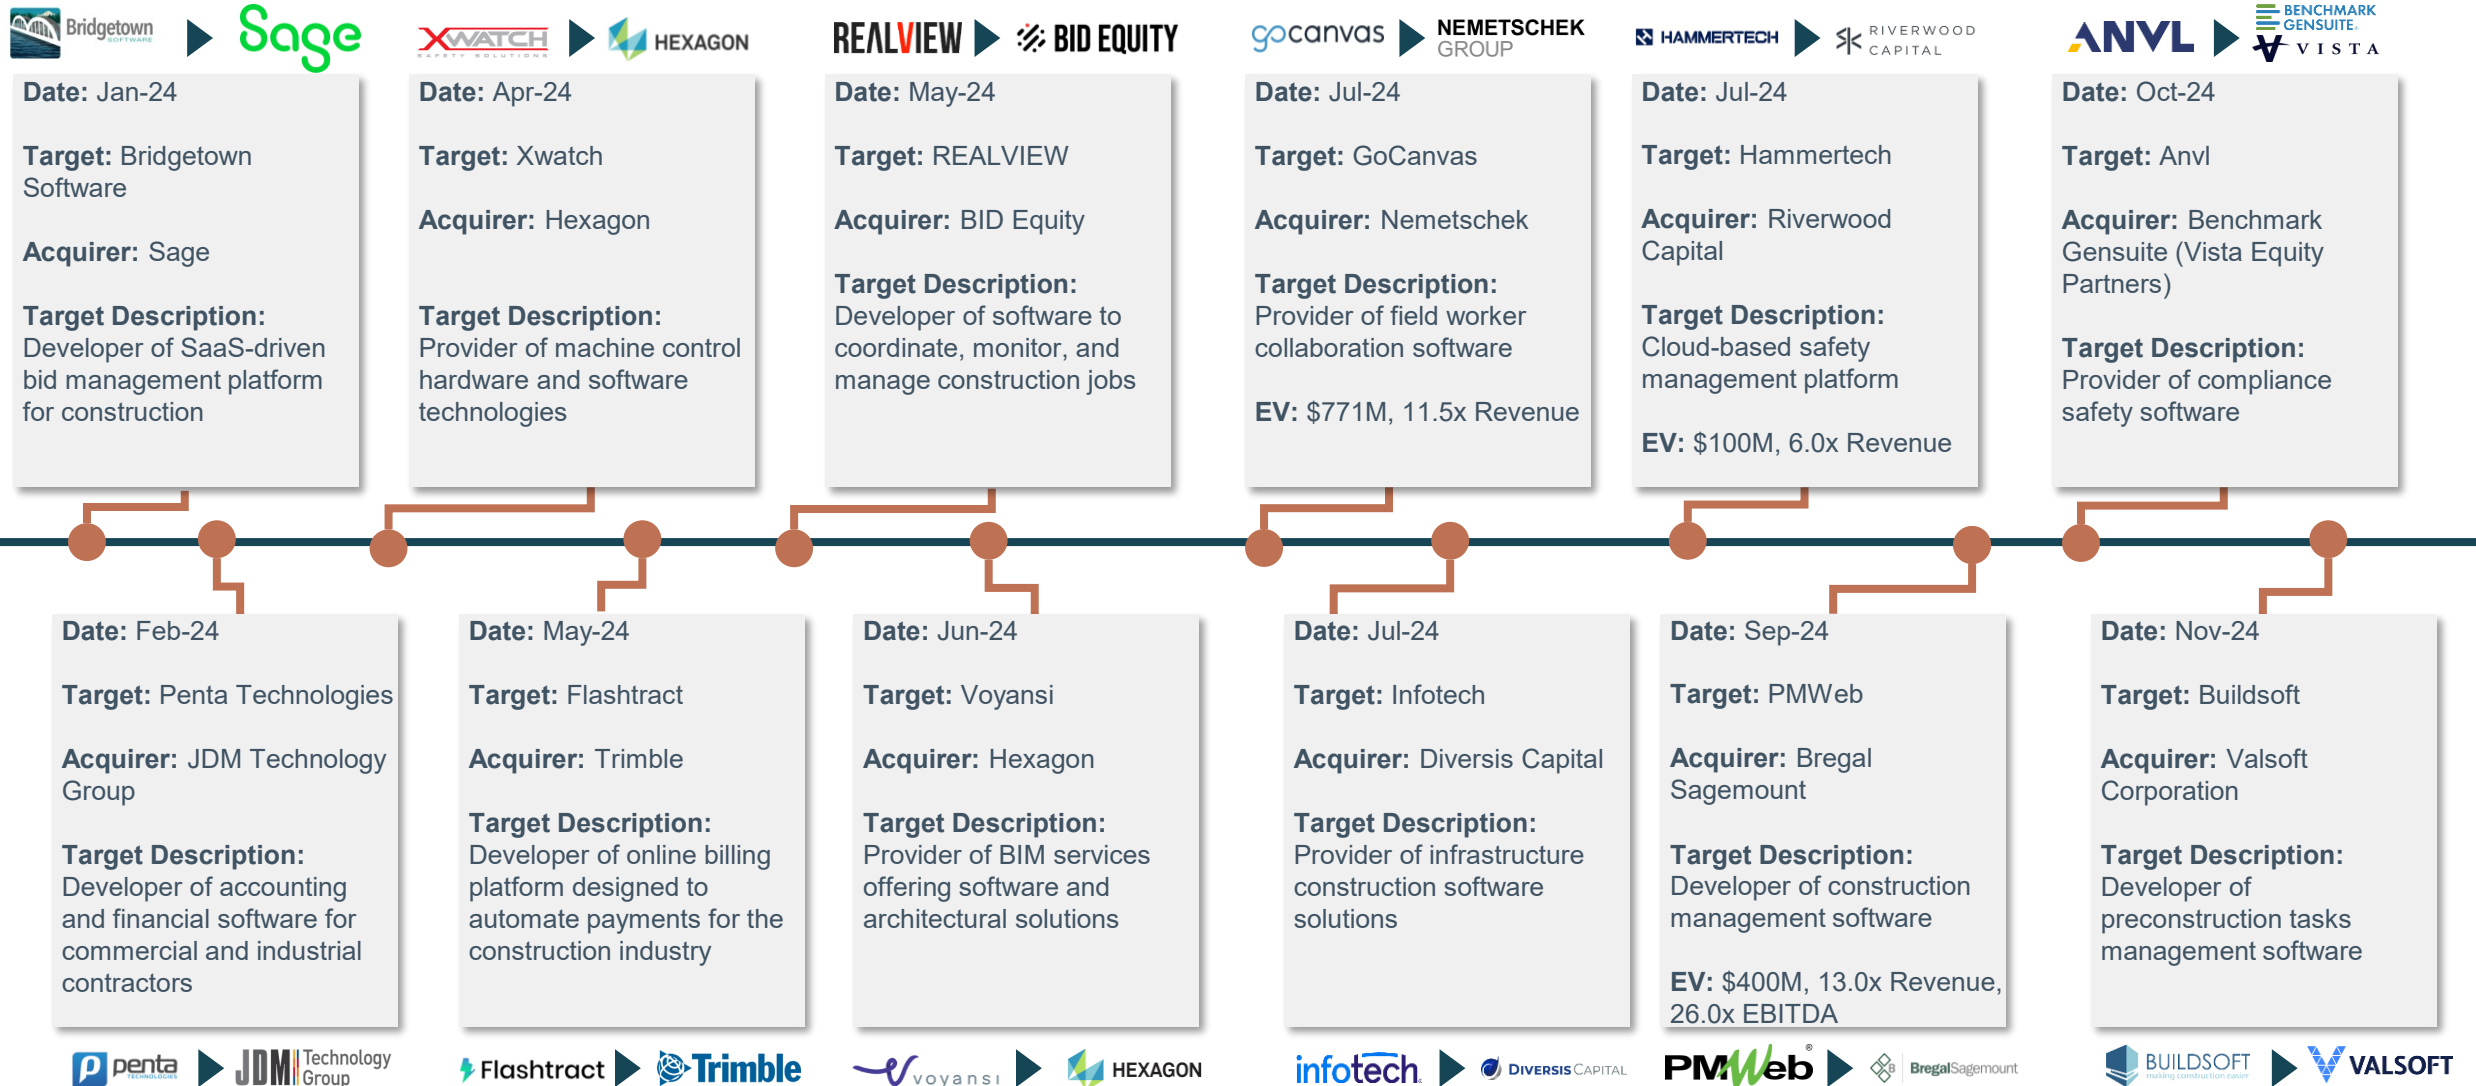 Bridgetown
SOFTWARE
Sage
Date: Jan-24
Target: Bridgetown
Software
Acquirer: Sage
Target Description:
Developer of SaaS-driven
bid management platform
for construction
XWATCH
SAFETY SOLUTIONS
HEXAGON
Date: Apr-24
Target: Xwatch
Acquirer: Hexagon
Target Description:
Provider of machine control
hardware and software
technologies
REALVIEW
BID EQUITY
Date: May-24
Target: REALVIEW
Acquirer: BID Equity
Target Description:
Developer of software to
coordinate, monitor, and
manage construction jobs
gocanvas
NEMETSCHEK
GROUP
Date: Jul-24
Target: GoCanvas
Acquirer: Nemetschek
Target Description:
Provider of field worker
collaboration software
EV: $771M, 11.5x Revenue
HAMMERTECH
RIVERWOOD
CAPITAL
Date: Jul-24
Target: Hammertech
Acquirer: Riverwood
Capital
Target Description:
Cloud-based safety
management platform
EV: $100M, 6.0x Revenue
ANVL
BENCHMARK
GENSUITE
VISTA
Date: Oct-24
Target: Anvl
Acquirer: Benchmark
Gensuite (Vista Equity
Partners)
Target Description:
Provider of compliance
safety software
Date: Feb-24
Target: Penta Technologies
Acquirer: JDM Technology
Group
Target Description:
Developer of accounting
and financial software for
commercial and industrial
contractors
penta
TECHNOLOGIES
JDM Technology
Group
Date: May-24
Target: Flashtract
Acquirer: Trimble
Target Description:
Developer of online billing
platform designed to
automate payments for the
construction industry
Flashtract
Trimble
Date: Jun-24
Target: Voyansi
Acquirer: Hexagon
Target Description:
Provider of BIM services
offering software and
architectural solutions
voyansi
HEXAGON
Date: Jul-24
Target: Infotech
Acquirer: Diversis Capital
Target Description:
Provider of infrastructure
construction software
solutions
infotech
DIVERSIS CAPITAL
Date: Sep-24
Target: PMWeb
Acquirer: Bregal
Sagemount
Target Description:
Developer of construction
management software
EV: $400M, 13.0x Revenue,
26.0x EBITDA
PMWeb®
BregalSagemount
Date: Nov-24
Target: Buildsoft
Acquirer: Valsoft
Corporation
Target Description:
Developer of
preconstruction tasks
management software
BUILDSOFT
making construction easier
VALSOFT